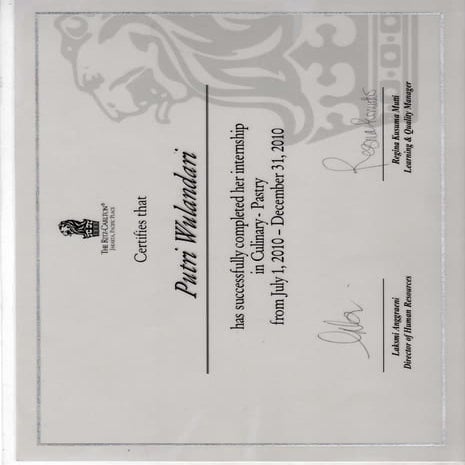 THE RITZ-CARLTON®
JAKARTA, PACIFIC PLACE
Certifies that
Putri Wulandari
has successfully completed her internship
in Culinary - Pastry
from July 1, 2010 – December 31, 2010
Laksmi Anggraeni
Director of Human Resources
Regina Kusuma Matti
Learning & Quality Manager